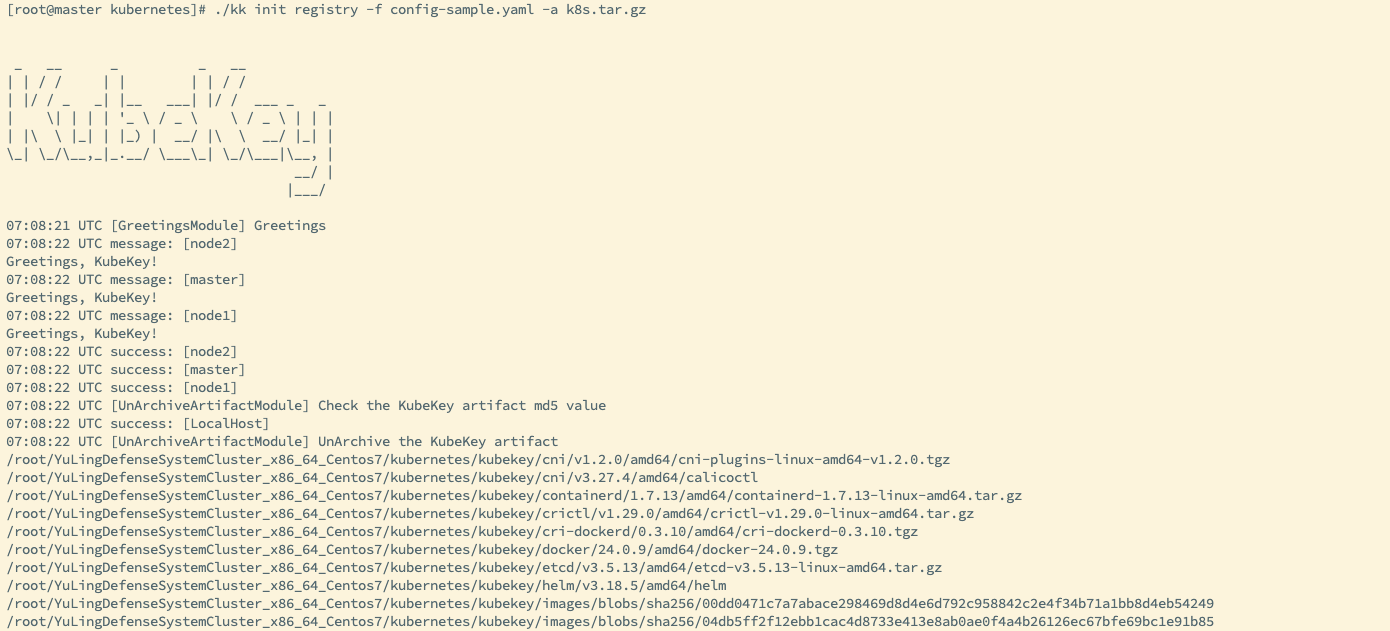 [root@master kubernetes]# ./kk init registry -f config-sample.yaml -a k8s.tar.gz
 _   __      _          _   __
| | / /     | |        | | / /
| |/ / _   _| |__   ___| |/ /  ___ _   _
|    \| | | | '_ \ / _ \    \ / _ \ | | |
| |\  \ |_| | |_) |  __/ |\  \  __/ |_| |
\_| \_/\__,_|_.__/ \___\_| \_/\___|\__, |
                                    __/ |
                                   |___/
07:08:21 UTC [GreetingsModule] Greetings
07:08:22 UTC message: [node2]
Greetings, KubeKey!
07:08:22 UTC message: [master]
Greetings, KubeKey!
07:08:22 UTC message: [node1]
Greetings, KubeKey!
07:08:22 UTC success: [node2]
07:08:22 UTC success: [master]
07:08:22 UTC success: [node1]
07:08:22 UTC [UnArchiveArtifactModule] Check the KubeKey artifact md5 value
07:08:22 UTC success: [LocalHost]
07:08:22 UTC [UnArchiveArtifactModule] UnArchive the KubeKey artifact
/root/YuLingDefenseSystemCluster_x86_64_Centos7/kubernetes/kubekey/cni/v1.2.0/amd64/cni-plugins-linux-amd64-v1.2.0.tgz
/root/YuLingDefenseSystemCluster_x86_64_Centos7/kubernetes/kubekey/cni/v3.27.4/amd64/calicoctl
/root/YuLingDefenseSystemCluster_x86_64_Centos7/kubernetes/kubekey/containerd/1.7.13/amd64/containerd-1.7.13-linux-amd64.tar.gz
/root/YuLingDefenseSystemCluster_x86_64_Centos7/kubernetes/kubekey/crictl/v1.29.0/amd64/crictl-v1.29.0-linux-amd64.tar.gz
/root/YuLingDefenseSystemCluster_x86_64_Centos7/kubernetes/kubekey/cri-dockerd/0.3.10/amd64/cri-dockerd-0.3.10.tgz
/root/YuLingDefenseSystemCluster_x86_64_Centos7/kubernetes/kubekey/docker/24.0.9/amd64/docker-24.0.9.tgz
/root/YuLingDefenseSystemCluster_x86_64_Centos7/kubernetes/kubekey/etcd/v3.5.13/amd64/etcd-v3.5.13-linux-amd64.tar.gz
/root/YuLingDefenseSystemCluster_x86_64_Centos7/kubernetes/kubekey/helm/v3.18.5/amd64/helm
/root/YuLingDefenseSystemCluster_x86_64_Centos7/kubernetes/kubekey/images/blobs/sha256/00dd0471c7a7abace298469d8d4e6d792c958842c2e4f34b71a1bb8d4eb54249
/root/YuLingDefenseSystemCluster_x86_64_Centos7/kubernetes/kubekey/images/blobs/sha256/04db5ff2f12ebb1cac4d8733e413e8ab0ae0f4a4b26126ec67bfe69bc1e91b85